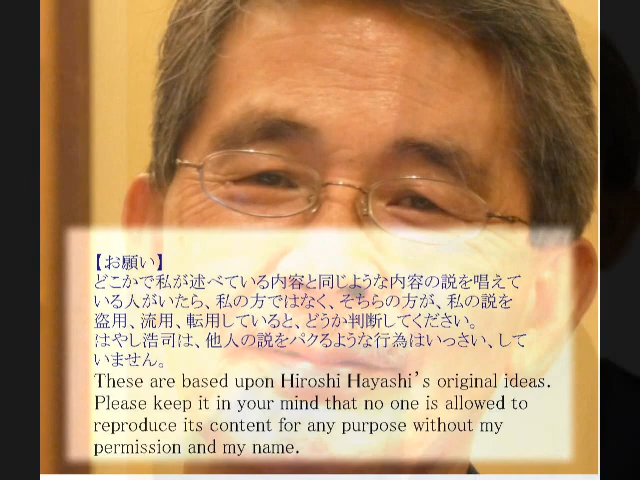 【お願い】
どこかで私が述べている内容と同じような内容の説を唱えて
いる人がいたら、私の方ではなく、そちらの方が、私の説を
盗用、流用、転用していると、どうか判断してください。
はやし浩司は、他人の説をパクるような行為はいっさい、して
いません。
These are based upon Hiroshi Hayashi's original ideas.
Please keep it in your mind that no one is allowed to
reproduce its content for any purpose without my
permission and my name.